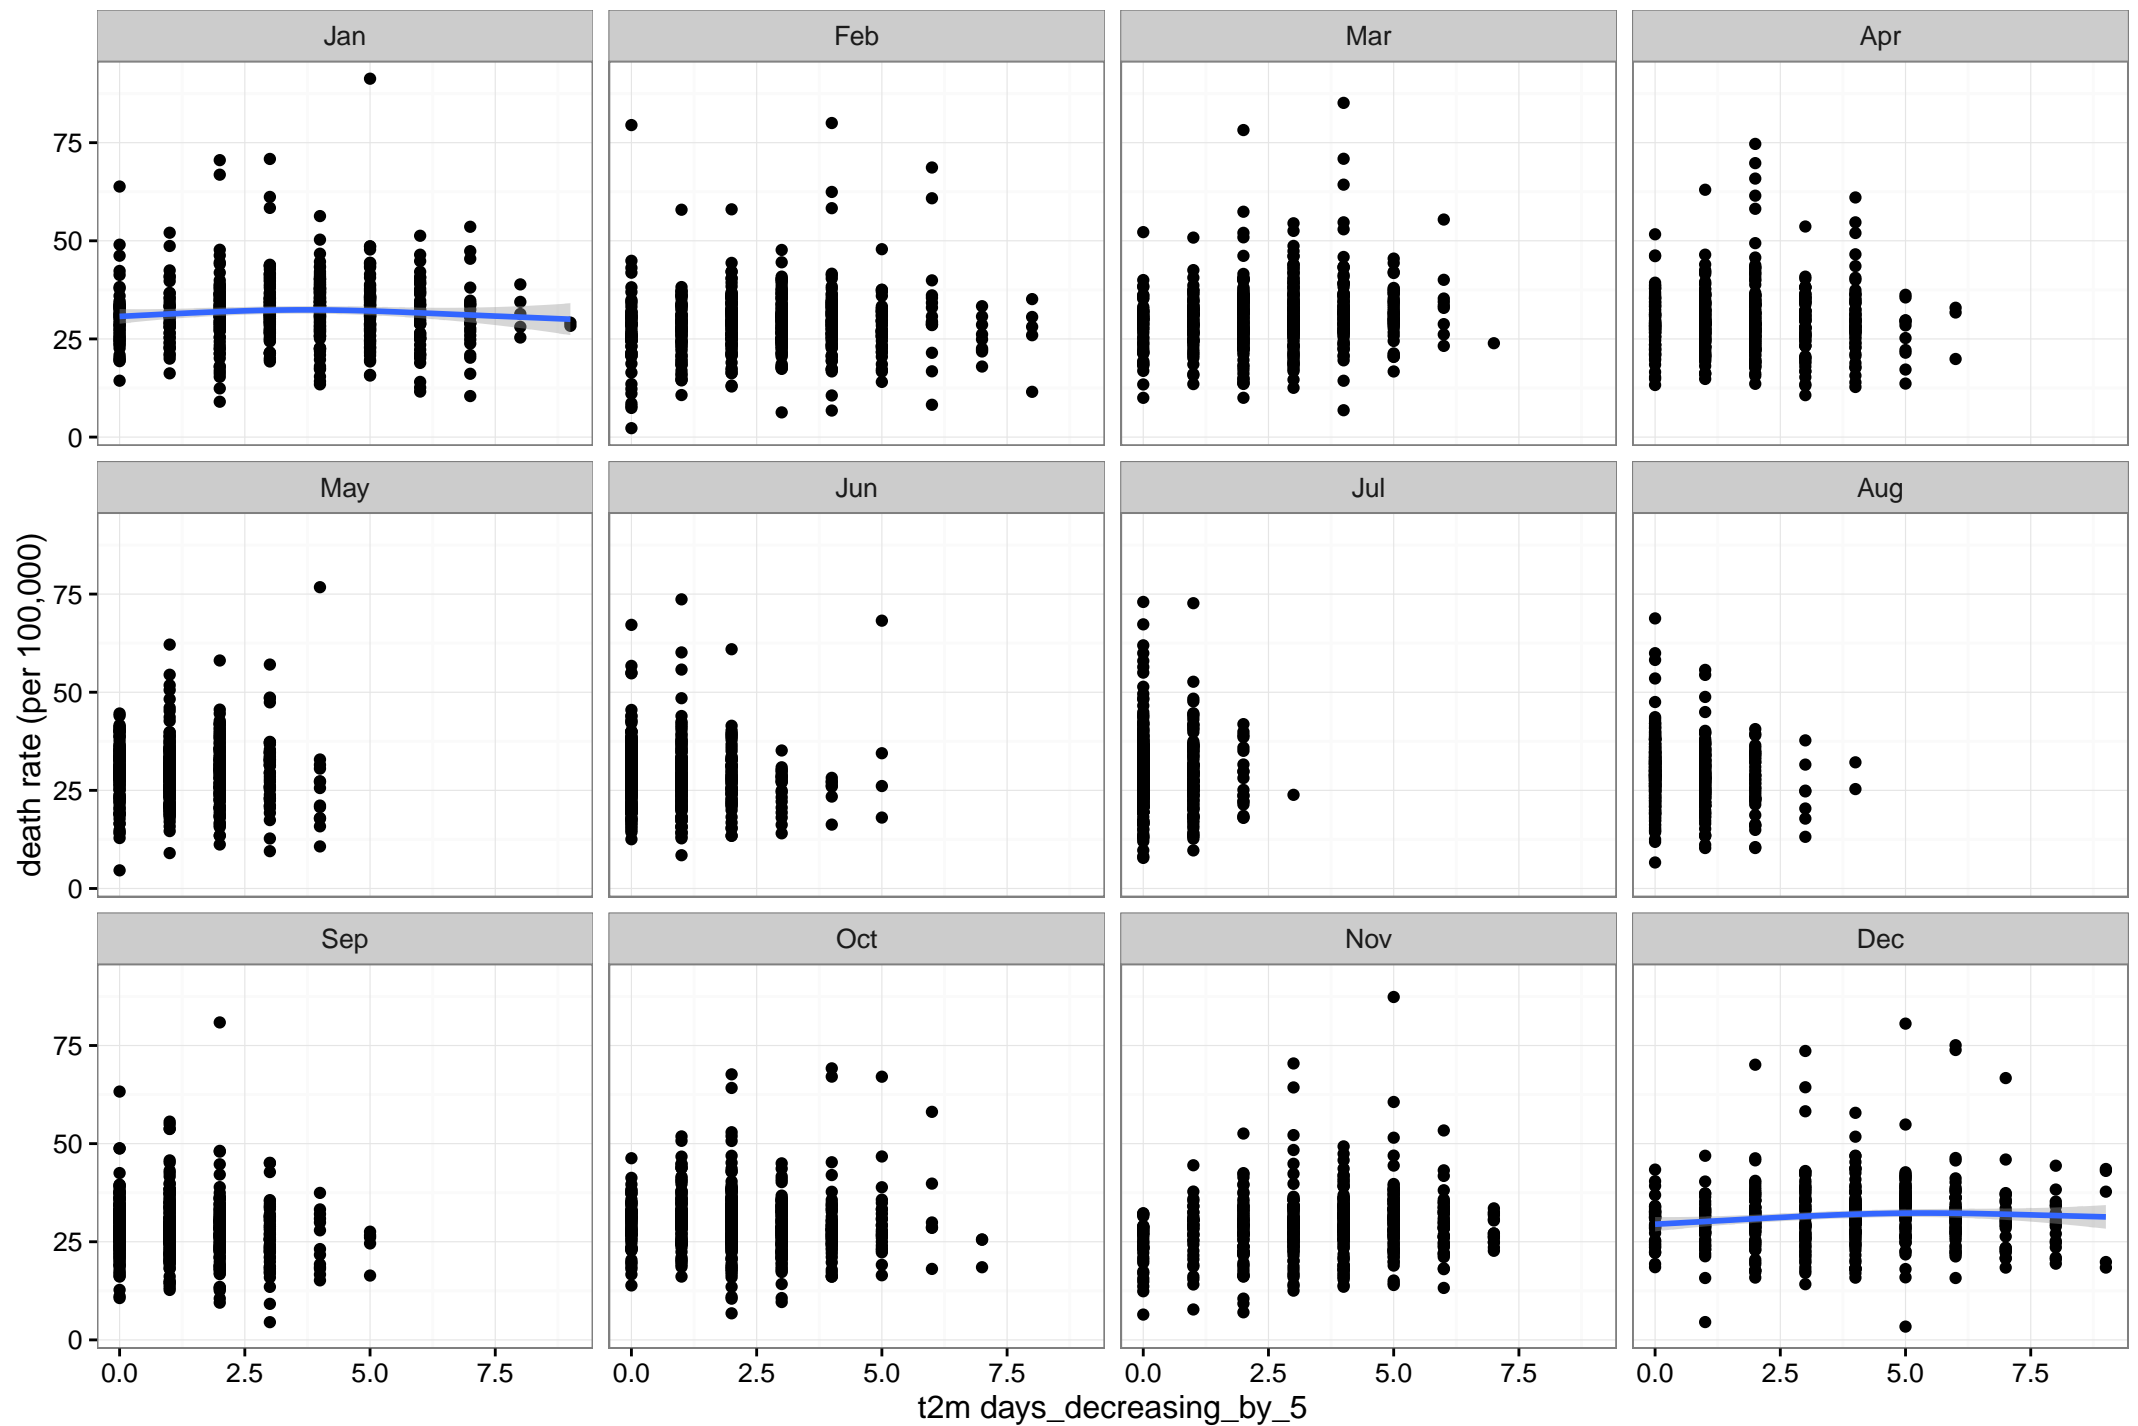 Jan Feb Mar Apr
75
50
25
0
May Jun Jul Aug
death rate (per 100,000)
75
50
25
0
Sep Oct Nov Dec
75
50
25
0
0.0 2.5 5.0 7.5 0.0 2.5 5.0 7.5 0.0 2.5 5.0 7.5 0.0 2.5 5.0 7.5
t2m days_decreasing_by_5